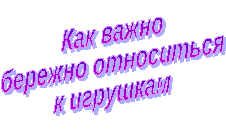 Как важно
бережно относиться
к игрушкам